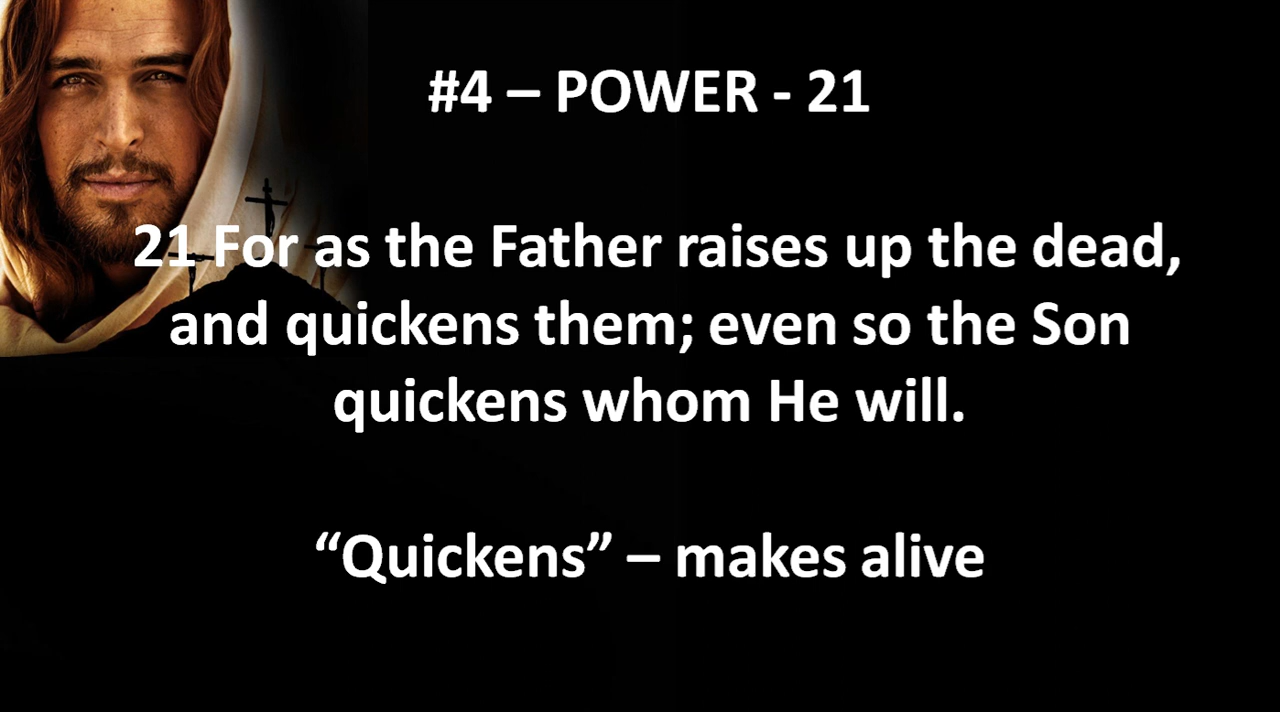 #4 – POWER - 21
21 For as the Father raises up the dead,
and quickens them; even so the Son
quickens whom He will.
“Quickens” – makes alive